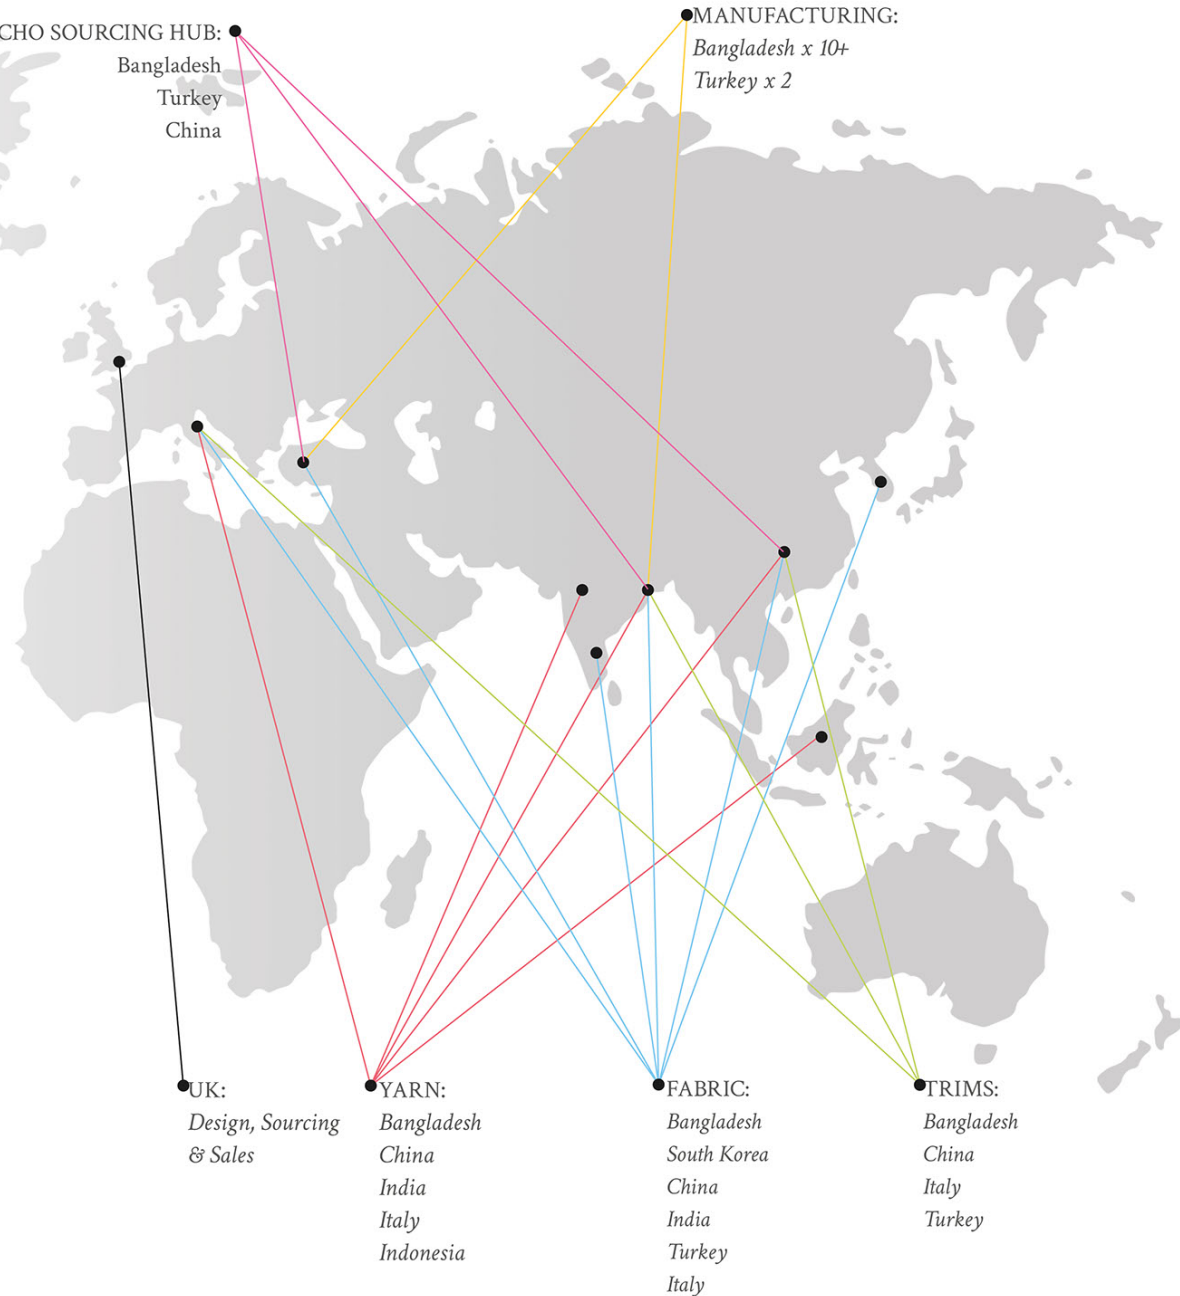 CHO SOURCING HUB:
Bangladesh
Turkey
China
MANUFACTURING:
Bangladesh x 10+
Turkey x 2
UK:
Design, Sourcing
& Sales
YARN:
Bangladesh
China
India
Italy
Indonesia
FABRIC:
Bangladesh
South Korea
China
India
Turkey
Italy
TRIMS:
Bangladesh
China
Italy
Turkey